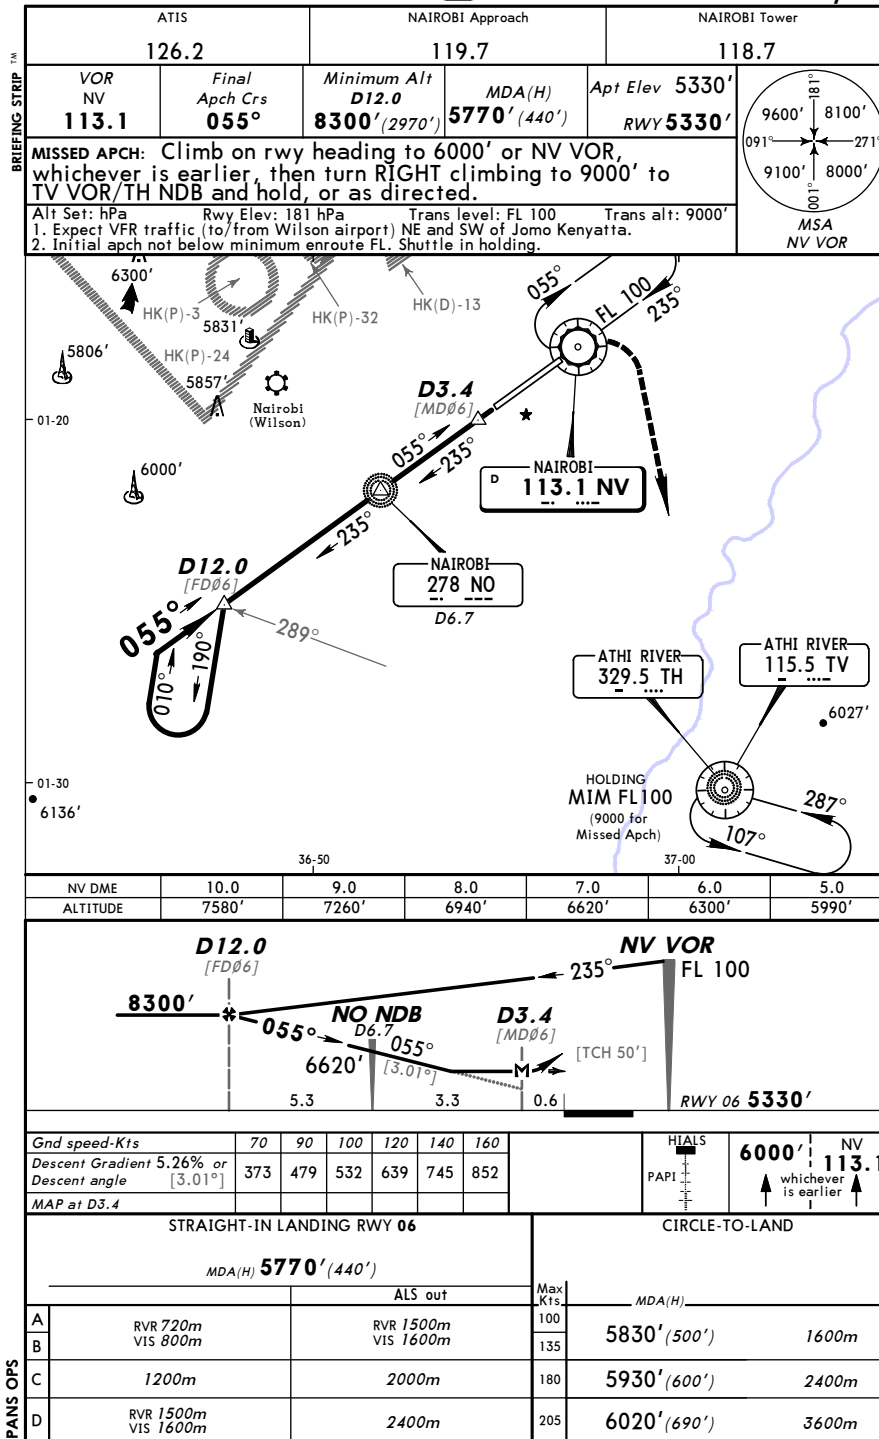 ATIS
126.2
NAIROBI Approach
119.7
NAIROBI Tower
118.7
BRIEFING STRIP TM
VOR
NV
113.1
Final
Apch Crs
055°
Minimum Alt
D12.0
8300' (2970')
MDA(H)
5770' (440')
Apt Elev 5330'
RWY 5330'
181°
9600' 8100'
091° 271°
9100' 8000'
001°
MSA
NV VOR
MISSED APCH: Climb on rwy heading to 6000' or NV VOR,
whichever is earlier, then turn RIGHT climbing to 9000' to
TV VOR/TH NDB and hold, or as directed.
Alt Set: hPa Rwy Elev: 181 hPa Trans level: FL 100 Trans alt: 9000'
1. Expect VFR traffic (to/from Wilson airport) NE and SW of Jomo Kenyatta.
2. Initial apch not below minimum enroute FL. Shuttle in holding.
6300'
HK(P)-3
HK(P)-32
HK(D)-13
5831'
HK(P)-24
5806'
5857'
Nairobi
(Wilson)
055°
FL 100
235°
01-20
D3.4
[MDØ6]
055°
235°
6000'
NAIROBI
D 113.1 NV
235°
NAIROBI
278 NO
D6.7
D12.0
[FDØ6]
055°
289°
190°
010°
ATHI RIVER
329.5 TH
ATHI RIVER
115.5 TV
6027'
01-30
6136'
HOLDING
MIM FL100
(9000 for
Missed Apch)
287°
107°
36-50
37-00
NV DME 10.0 9.0 8.0 7.0 6.0 5.0
ALTITUDE 7580' 7260' 6940' 6620' 6300' 5990'
D12.0
[FDØ6]
NV VOR
FL 100
235°
8300'
055°
NO NDB
D6.7
055°
6620'
[3.01°]
D3.4
[MDØ6]
M
[TCH 50']
5.3 3.3 0.6
RWY 06 5330'
Gnd speed-Kts 70 90 100 120 140 160
Descent Gradient 5.26% or
Descent angle [3.01°] 373 479 532 639 745 852
MAP at D3.4
HIALS
PAPI
6000'
NV
113.1
whichever
is earlier
STRAIGHT-IN LANDING RWY 06
MDA(H) 5770' (440')
ALS out
CIRCLE-TO-LAND
Max
Kts
MDA(H)
A
B
RVR 720m
VIS 800m
RVR 1500m
VIS 1600m
100
135
5830' (500') 1600m
C 1200m 2000m 180 5930' (600') 2400m
D
RVR 1500m
VIS 1600m
2400m 205 6020' (690') 3600m
PANS OPS